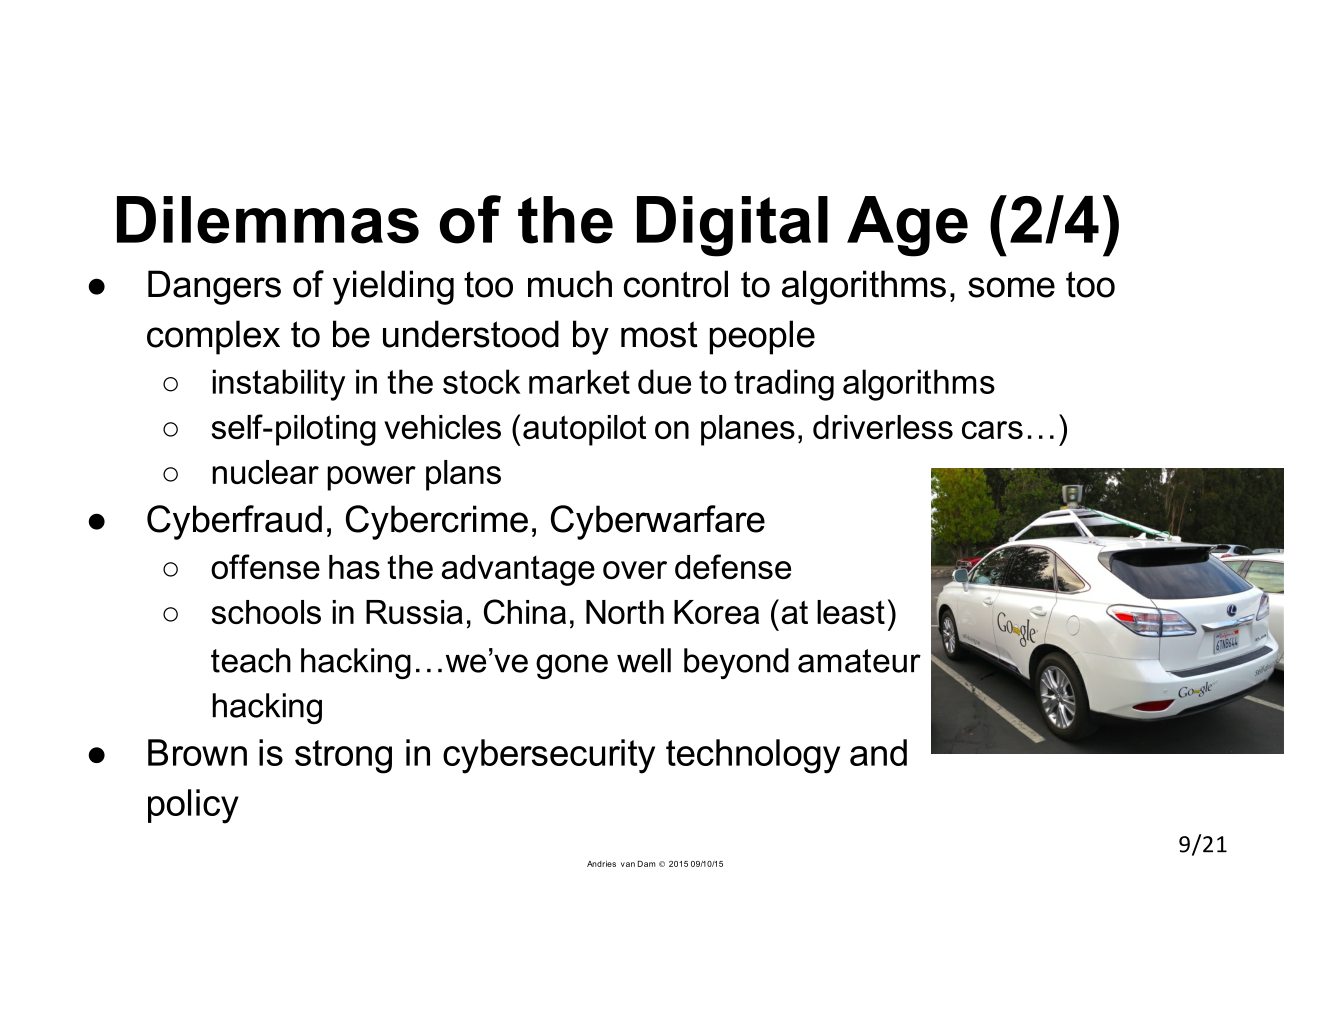 Dilemmas of the Digital Age (2/4)
● Dangers of yielding too much control to algorithms, some too
complex to be understood by most people
○ instability in the stock market due to trading algorithms
○ self-piloting vehicles (autopilot on planes, driverless cars…)
○ nuclear power plans
● Cyberfraud, Cybercrime, Cyberwarfare
○ offense has the advantage over defense
○ schools in Russia, China, North Korea (at least)
teach hacking…we’ve gone well beyond amateur
hacking
● Brown is strong in cybersecurity technology and
policy
Google
Google
9/21
Andries van Dam © 2015 09/10/15